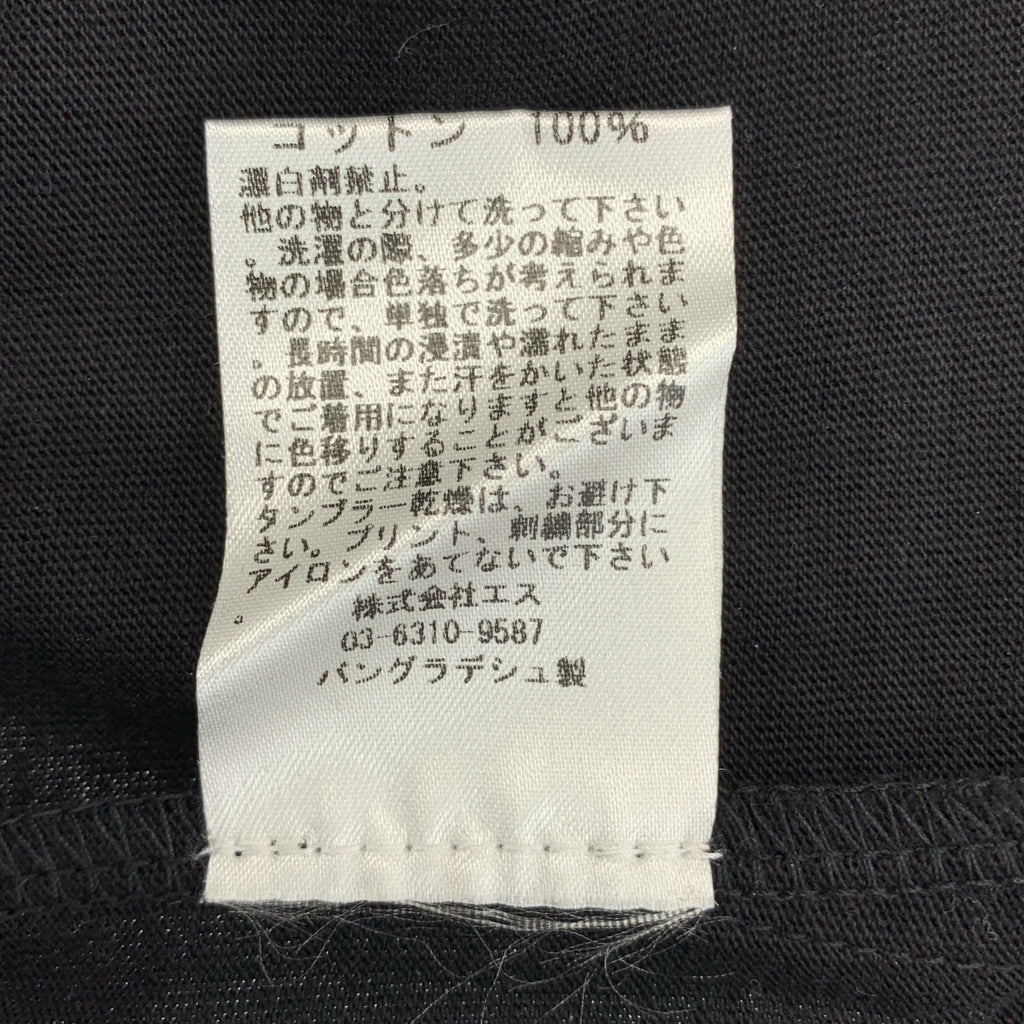 コットン 100%
漂白剤禁止。
他の物と分けて洗って下さい
。洗濯の際、多少の縮みや色
物の場合色落ちが考えられま
すので、単独で洗って下さい
。長時間の浸漬や濡れたまま
の放置、また汗をかいた状態
でご着用になりますと他の物
に色移りすることがございま
すのでご注意下さい。
タンブラー乾燥は、お避け下
さい。プリント、刺繍部分に
アイロンをあてないで下さい
。
株式会社エス
03-6310-9587
バングラデシュ製